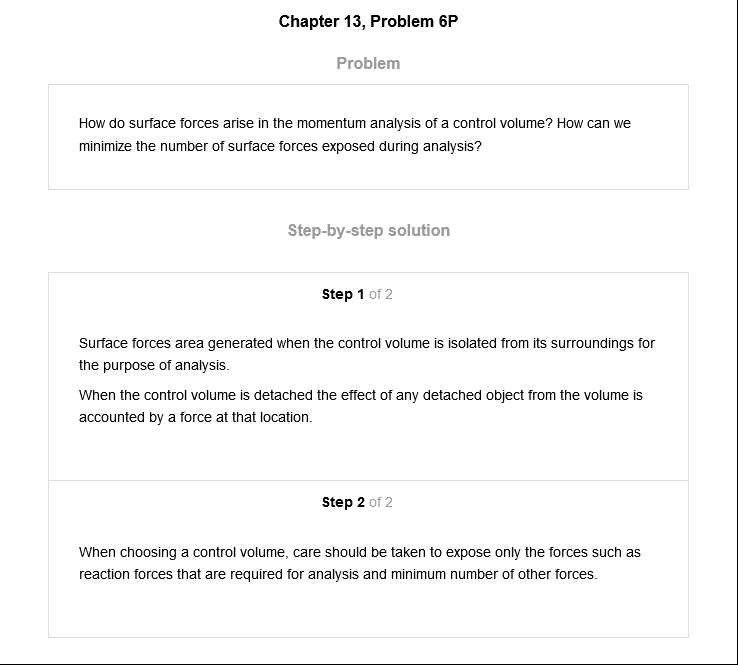 Chapter 13, Problem 6P
Problem
How do surface forces arise in the momentum analysis of a control volume? How can we
minimize the number of surface forces exposed during analysis?
Step-by-step solution
Step 1 of 2
Surface forces area generated when the control volume is isolated from its surroundings for
the purpose of analysis.
When the control volume is detached the effect of any detached object from the volume is
accounted by a force at that location.
Step 2 of 2
When choosing a control volume, care should be taken to expose only the forces such as
reaction forces that are required for analysis and minimum number of other forces.